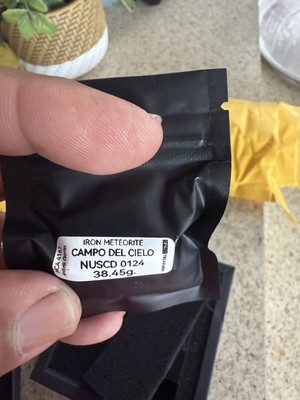 IRON METEORITE
CAMPO DEL CIELO
NUSCD 0124
38.45g.